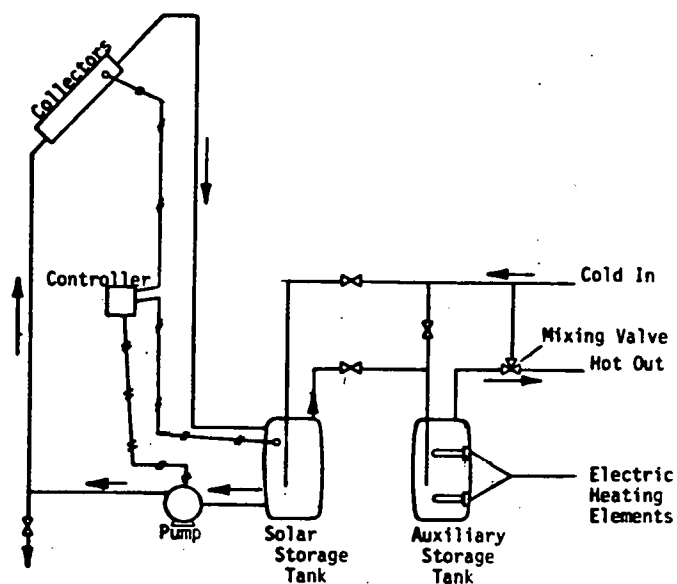 Collectors
Controller
Cold In
Mixing Valve
Hot Out
Electric
Heating
Elements
Pump
Solar
Storage
Tank
Auxiliary
Storage
Tank